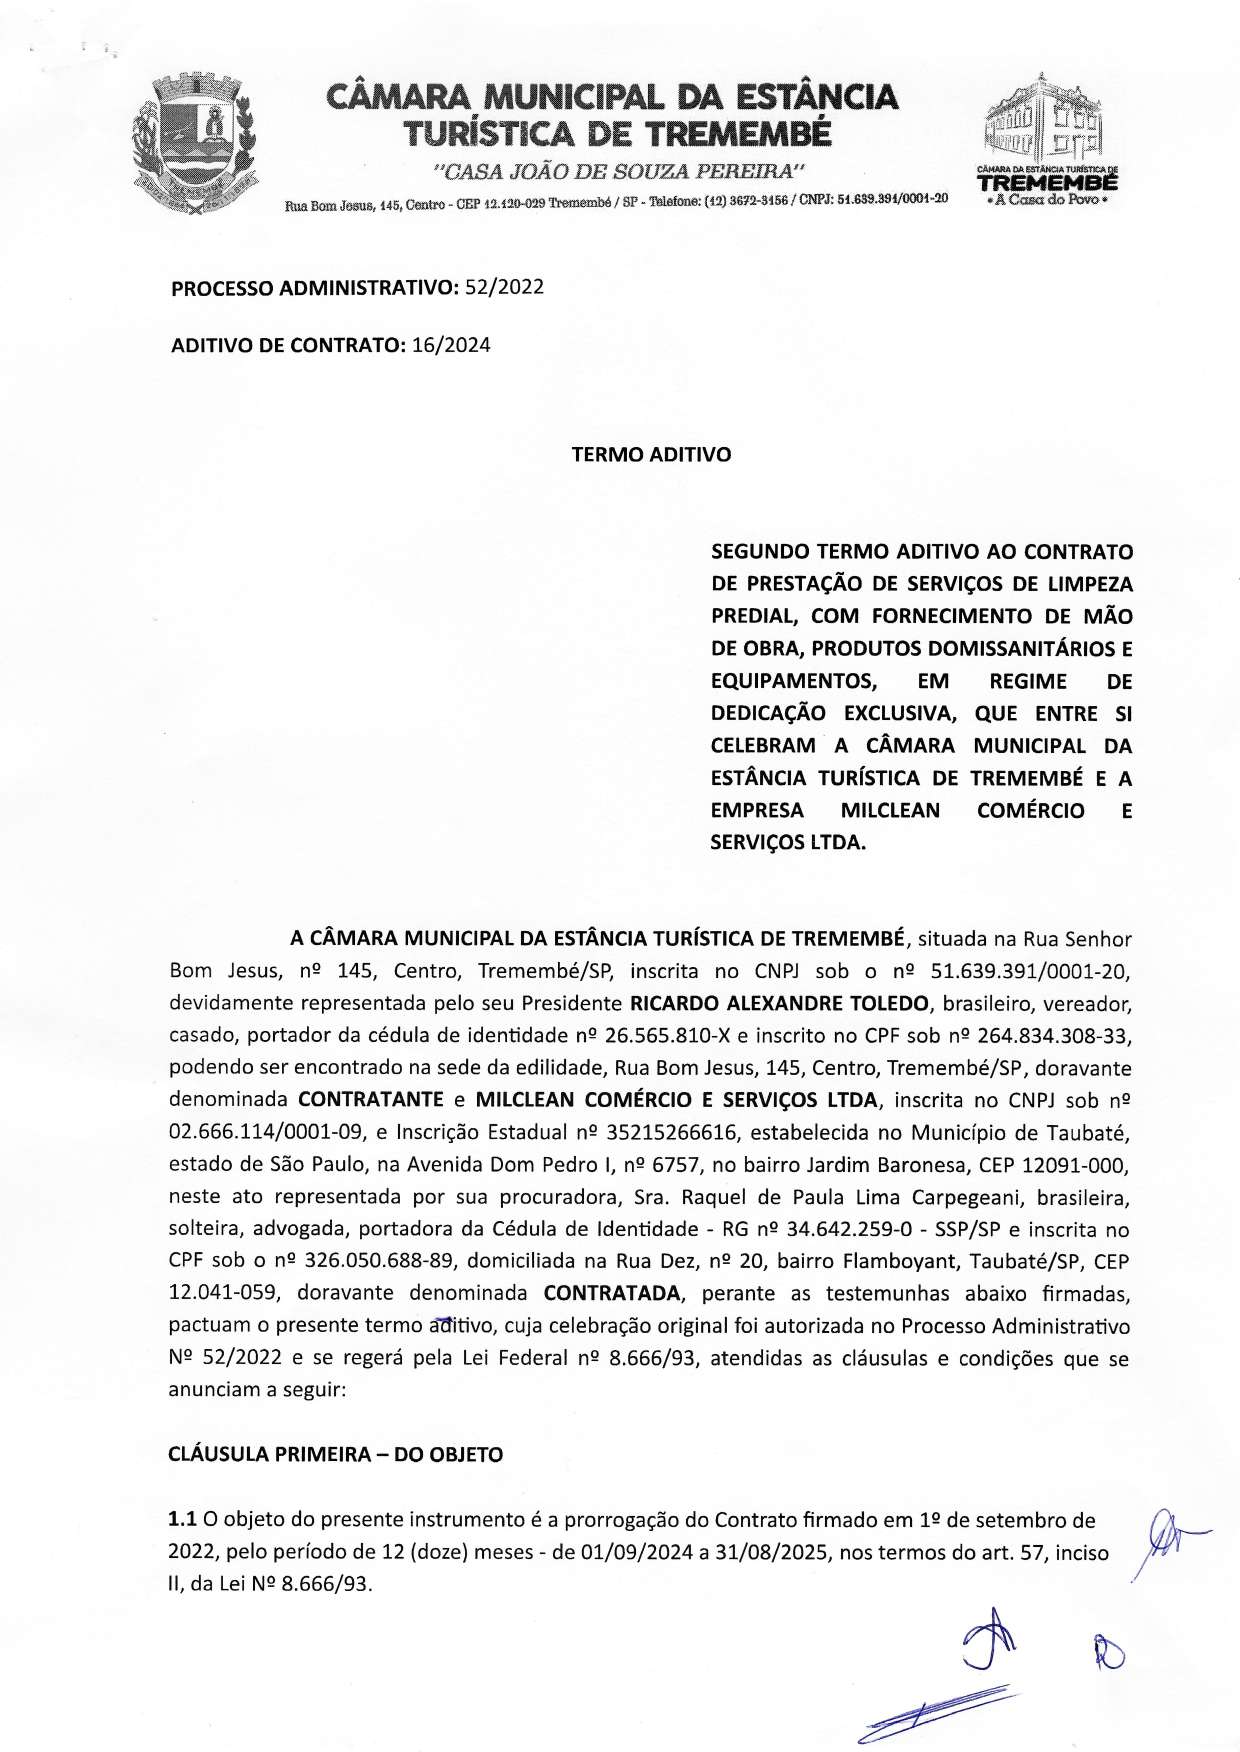 CÂMARA MUNICIPAL DA ESTÂNCIA
TURÍSTICA DE TREMEMBÉ
"CASA JOÃO DE SOUZA PEREIRA"
Rua Bom Jesus, 145, Centro - CEP 12.120-029 Tremembé / SP - Telefone: (12) 3672-3156 / CNPJ: 51.639.391/0001-20
CÂMARA DA ESTÂNCIA TURÍSTICA DE
TREMEMBÉ
• A Casa do Povo •
PROCESSO ADMINISTRATIVO: 52/2022
ADITIVO DE CONTRATO: 16/2024
TERMO ADITIVO
SEGUNDO TERMO ADITIVO AO CONTRATO
DE PRESTAÇÃO DE SERVIÇOS DE LIMPEZA
PREDIAL, COM FORNECIMENTO DE MÃO
DE OBRA, PRODUTOS DOMISSANITÁRIOS E
EQUIPAMENTOS, EM REGIME DE
DEDICAÇÃO EXCLUSIVA, QUE ENTRE SI
CELEBRAM A CÂMARA MUNICIPAL DA
ESTÂNCIA TURÍSTICA DE TREMEMBÉ E A
EMPRESA MILCLEAN COMÉRCIO E
SERVIÇOS LTDA.
A CÂMARA MUNICIPAL DA ESTÂNCIA TURÍSTICA DE TREMEMBÉ, situada na Rua Senhor
Bom Jesus, nº 145, Centro, Tremembé/SP, inscrita no CNPJ sob o nº 51.639.391/0001-20,
devidamente representada pelo seu Presidente RICARDO ALEXANDRE TOLEDO, brasileiro, vereador,
casado, portador da cédula de identidade nº 26.565.810-X e inscrito no CPF sob nº 264.834.308-33,
podendo ser encontrado na sede da edilidade, Rua Bom Jesus, 145, Centro, Tremembé/SP, doravante
denominada CONTRATANTE e MILCLEAN COMÉRCIO E SERVIÇOS LTDA, inscrita no CNPJ sob nº
02.666.114/0001-09, e Inscrição Estadual nº 35215266616, estabelecida no Município de Taubaté,
estado de São Paulo, na Avenida Dom Pedro I, nº 6757, no bairro Jardim Baronesa, CEP 12091-000,
neste ato representada por sua procuradora, Sra. Raquel de Paula Lima Carpegeani, brasileira,
solteira, advogada, portadora da Cédula de Identidade - RG nº 34.642.259-0 - SSP/SP e inscrita no
CPF sob o nº 326.050.688-89, domiciliada na Rua Dez, nº 20, bairro Flamboyant, Taubaté/SP, CEP
12.041-059, doravante denominada CONTRATADA, perante as testemunhas abaixo firmadas,
pactuam o presente termo aditivo, cuja celebração original foi autorizada no Processo Administrativo
Nº 52/2022 e se regerá pela Lei Federal nº 8.666/93, atendidas as cláusulas e condições que se
anunciam a seguir:
CLÁUSULA PRIMEIRA – DO OBJETO
1.1 O objeto do presente instrumento é a prorrogação do Contrato firmado em 1º de setembro de
2022, pelo período de 12 (doze) meses - de 01/09/2024 a 31/08/2025, nos termos do art. 57, inciso
II, da Lei Nº 8.666/93.